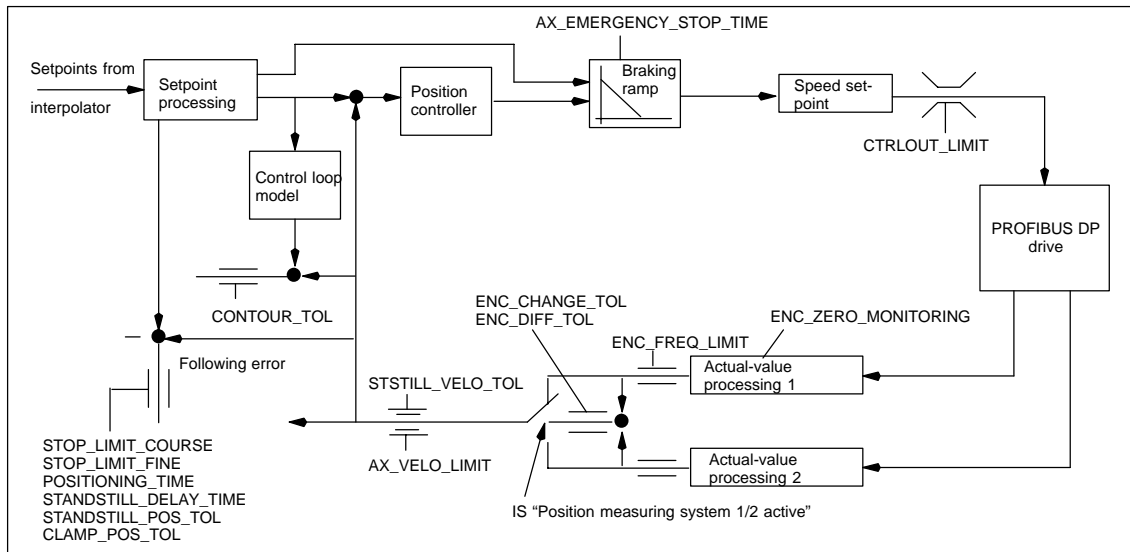 AX_EMERGENCY_STOP_TIME
Setpoints from
interpolator
Setpoint
processing
Position
controller
Braking
ramp
Speed set-
point
CTRLOUT_LIMIT
Control loop
model
PROFIBUS DP
drive
CONTOUR_TOL
ENC_CHANGE_TOL
ENC_DIFF_TOL
ENC_ZERO_MONITORING
ENC_FREQ_LIMIT
–
Following error
Actual-value
processing 1
STSTILL_VELO_TOL
AX_VELO_LIMIT
Actual-value
processing 2
STOP_LIMIT_COURSE
STOP_LIMIT_FINE
POSITIONING_TIME
STANDSTILL_DELAY_TIME
STANDSTILL_POS_TOL
CLAMP_POS_TOL
IS “Position measuring system 1/2 active”